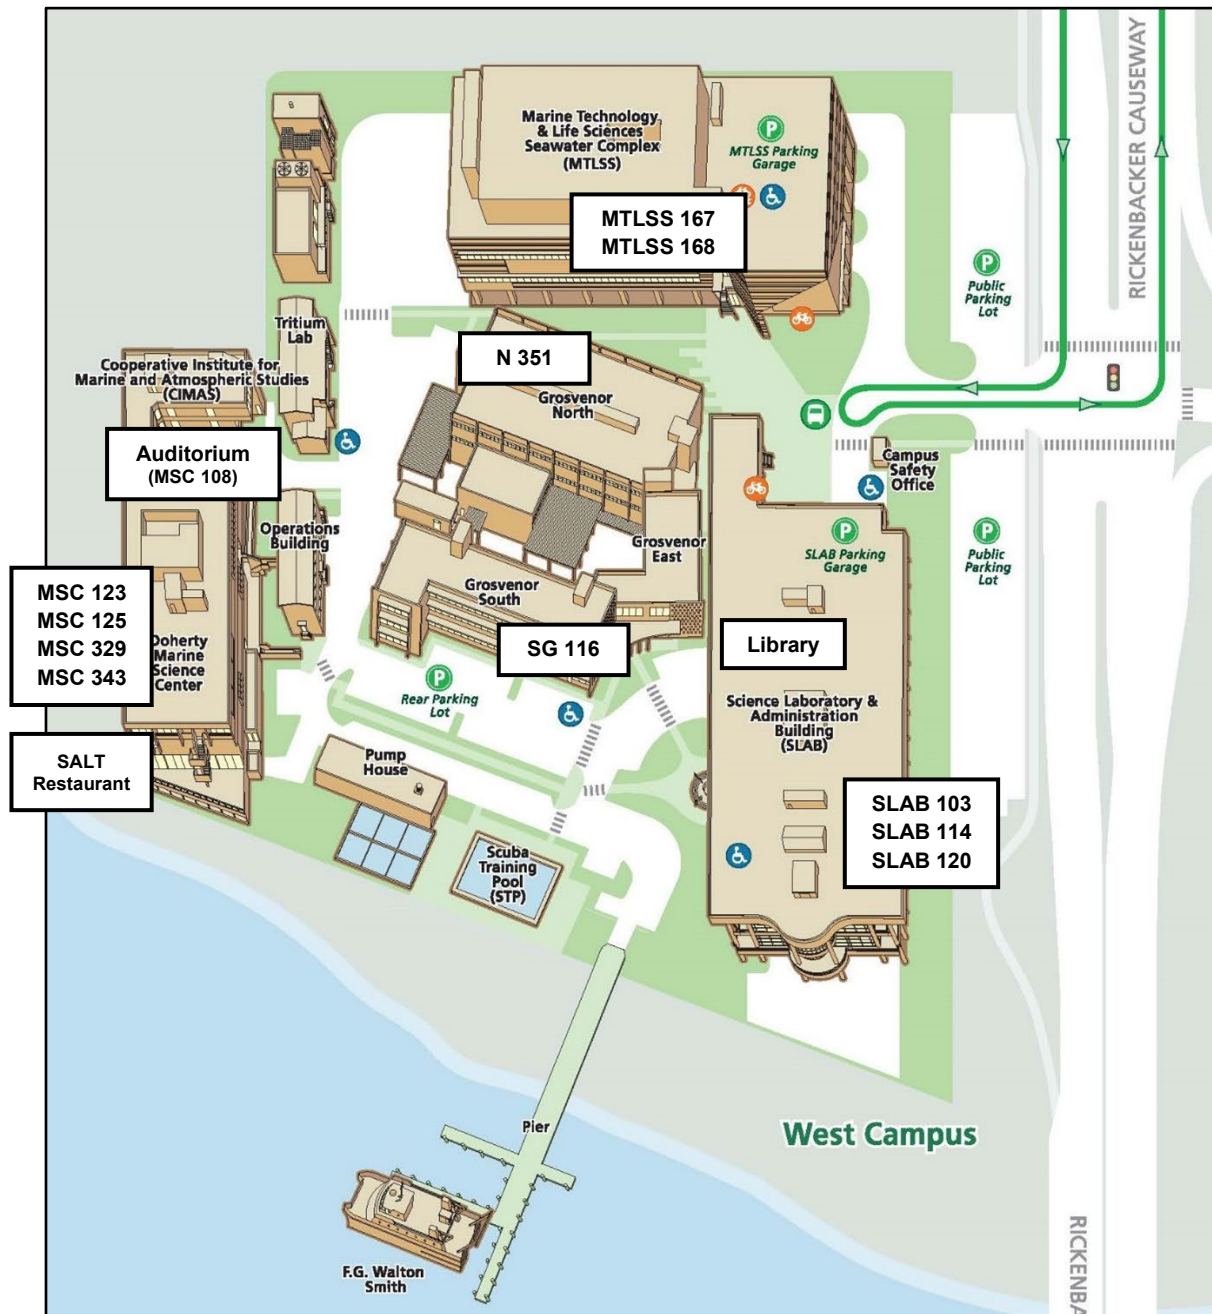 RICKENBACKER CAUSEWAY
Marine Technology
& Life Sciences
Seawater Complex
(MTLSS)
P
MTLSS Parking
Garage
MTLSS 167
MTLSS 168
P
Public
Parking
Lot
Tritium
Lab
N 351
Grosvenor
North
Cooperative Institute for
Marine and Atmospheric Studies
(CIMAS)
Auditorium
(MSC 108)
Campus
Safety
Office
Operations
Building
Grosvenor
East
P
SLAB Parking
Garage
P
Public
Parking
Lot
MSC 123
MSC 125
MSC 329
MSC 343
Doherty
Marine
Science
Center
Grosvenor
South
SG 116
Library
P
Rear Parking
Lot
Science Laboratory &
Administration
Building
(SLAB)
SALT
Restaurant
Pump
House
SLAB 103
SLAB 114
SLAB 120
Scuba
Training
Pool
(STP)
Pier
West Campus
F.G. Walton
Smith
RICKENBA